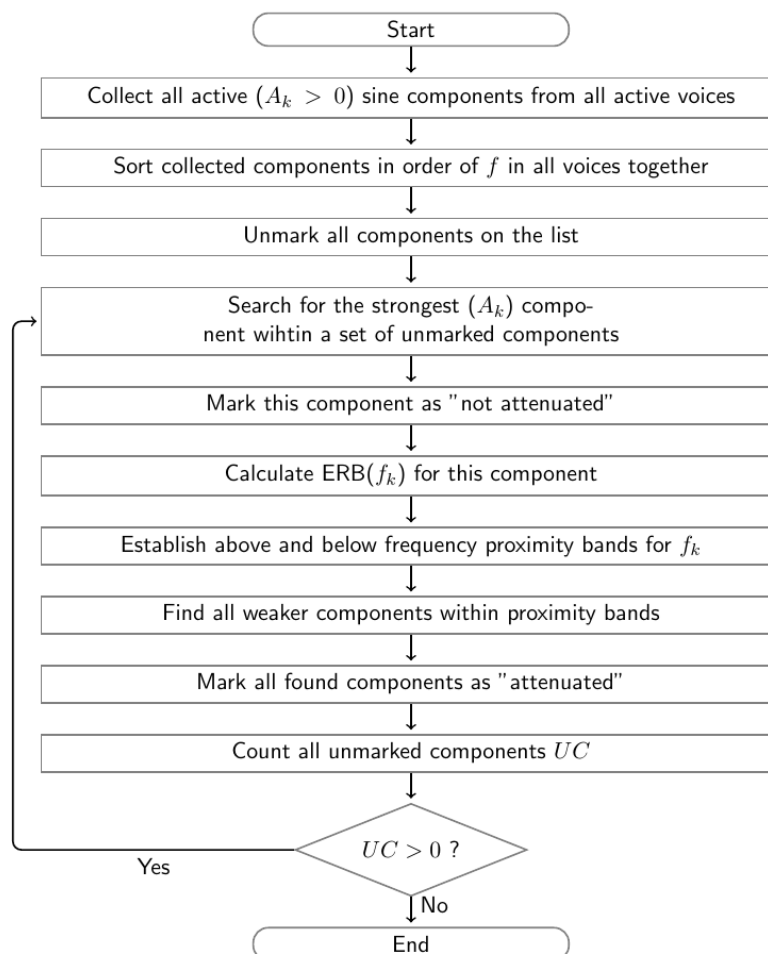 Start
Collect all active (A_k > 0) sine components from all active voices
Sort collected components in order of f in all voices together
Unmark all components on the list
Search for the strongest (A_k) compo-
nent wihtin a set of unmarked components
Mark this component as "not attenuated"
Calculate ERB(f_k) for this component
Establish above and below frequency proximity bands for f_k
Find all weaker components within proximity bands
Mark all found components as "attenuated"
Count all unmarked components UC
UC > 0 ?
Yes
No
End